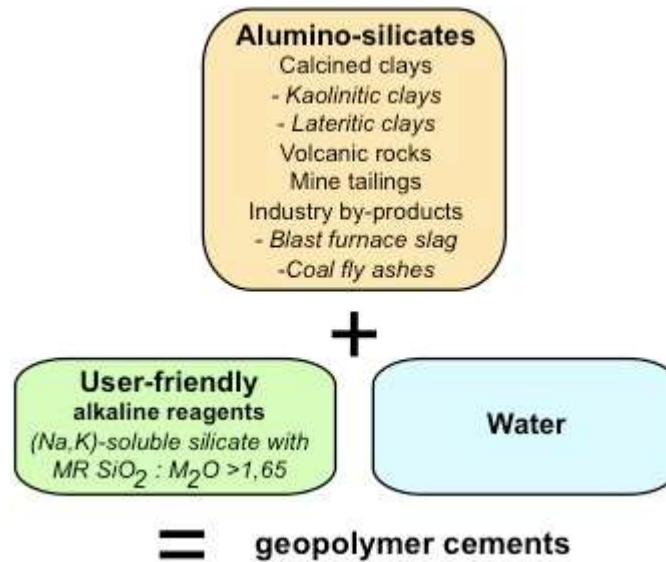 Alumino-silicates
Calcined clays
- Kaolinitic clays
- Lateritic clays
Volcanic rocks
Mine tailings
Industry by-products
- Blast furnace slag
-Coal fly ashes
+
User-friendly
alkaline reagents
(Na,K)-soluble silicate with
MR SiO2 : M2O >1,65
Water
= geopolymer cements